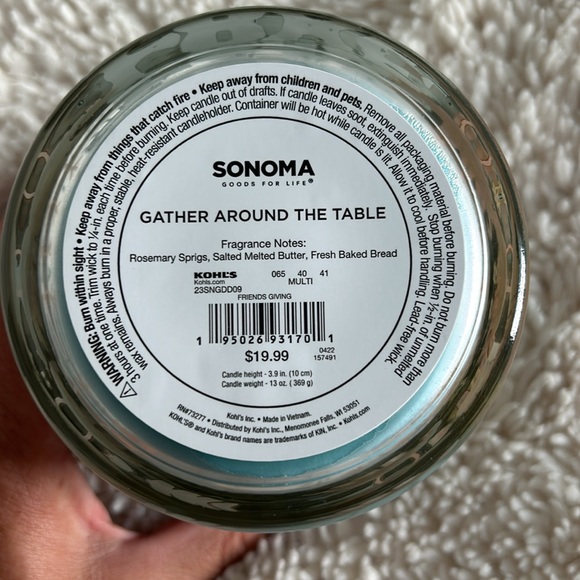 WARNING: Burn within sight • Keep away from things that catch fire • Keep away from children and pets. Remove all packaging material before burning. Do not burn more than
3 hours at one time. Trim wick to ¼-in. each time before burning. Keep candle out of drafts. If candle leaves soot, extinguish immediately. Stop burning when ½-in. of unmelted
wax remains. Always burn in a proper, stable, heat-resistant candleholder. Container will be hot while candle is lit. Allow it to cool before handling. Lead-free wick.
SONOMA
GOODS FOR LIFE®
GATHER AROUND THE TABLE
Fragrance Notes:
Rosemary Sprigs, Salted Melted Butter, Fresh Baked Bread
KOHL'S 065 40 41
Kohls.com MULTI
23SNGDD09
FRIENDS GIVING
1 95026 93170 1
$19.99 0422
157491
Candle height - 3.9 in. (10 cm)
Candle weight - 13 oz. (369 g)
RN#73277 • Distributed by Kohl's Inc., Menomonee Falls, WI 53051
Kohl's Inc. • Made in Vietnam.
KOHL'S® and Kohl's brand names are trademarks of KIN, Inc. • Kohls.com